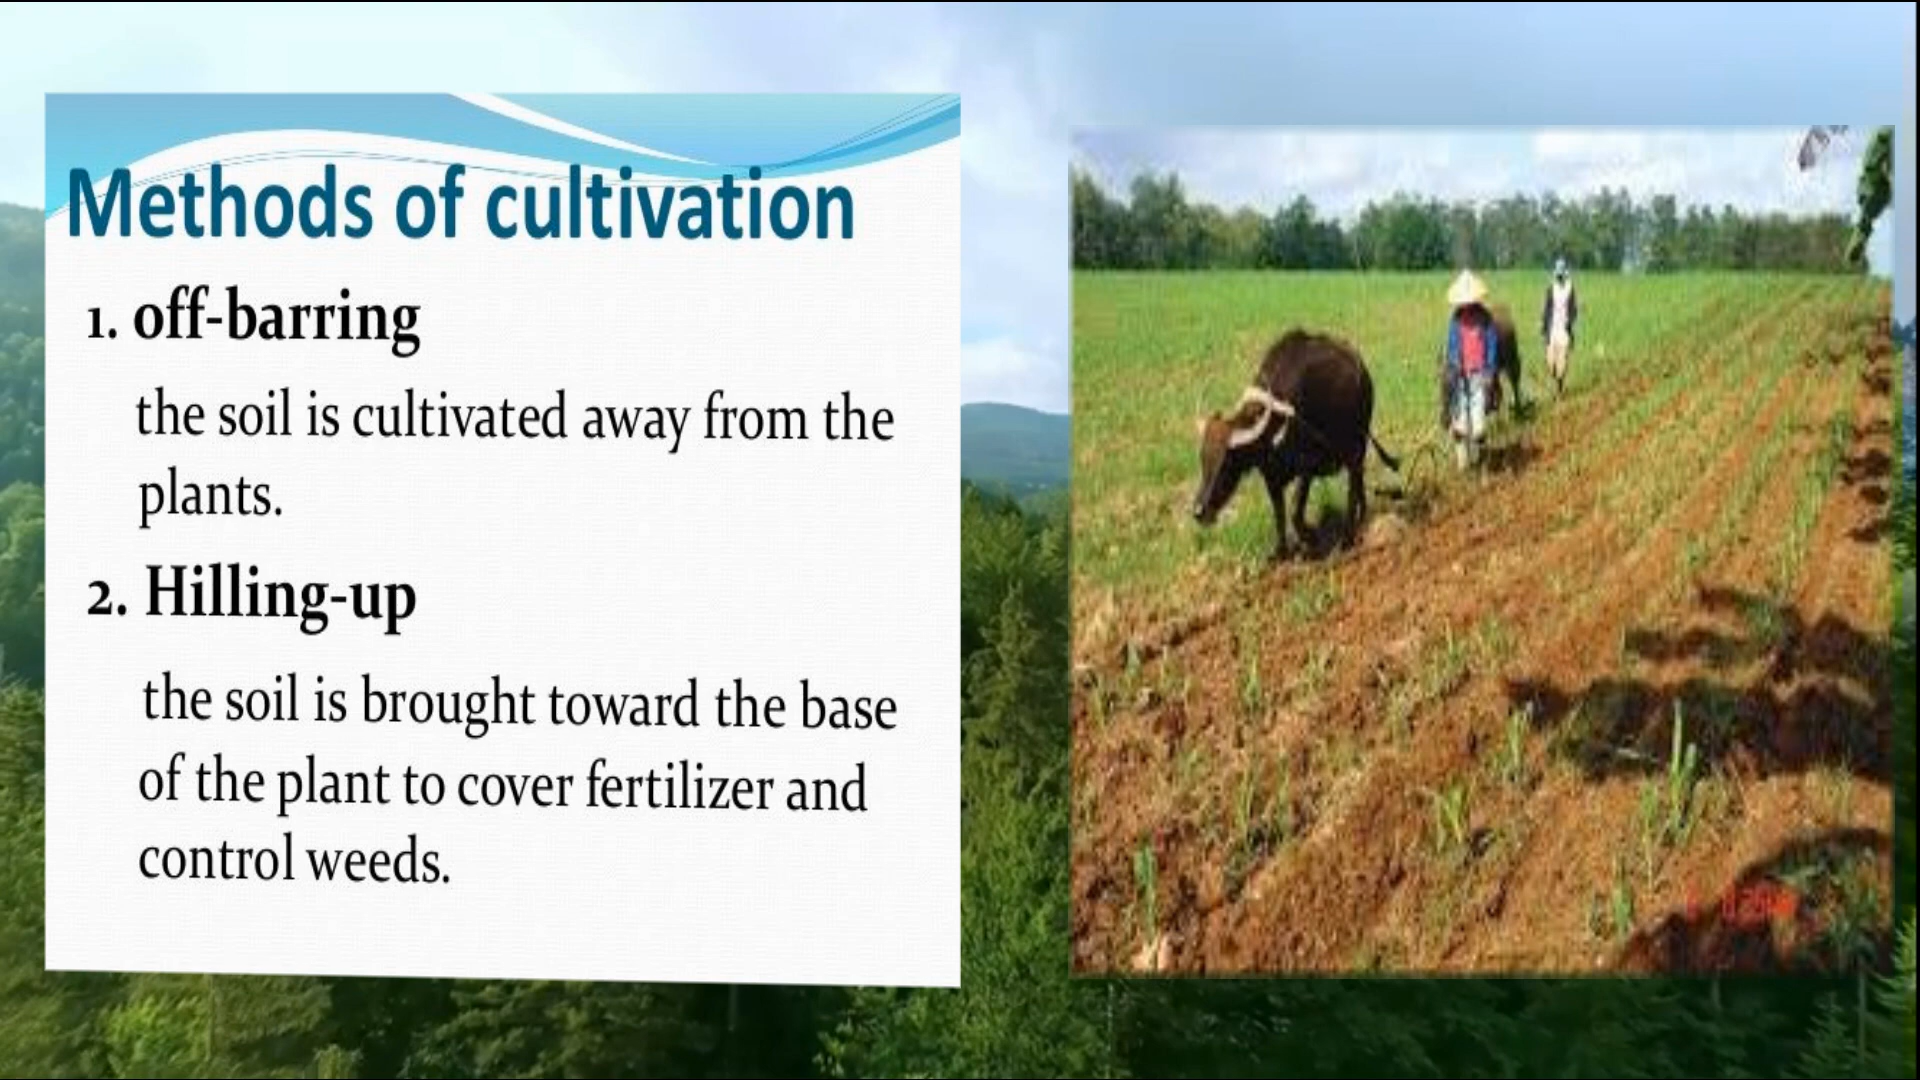 Methods of cultivation
1. off-barring
the soil is cultivated away from the
plants.
2. Hilling-up
the soil is brought toward the base
of the plant to cover fertilizer and
control weeds.